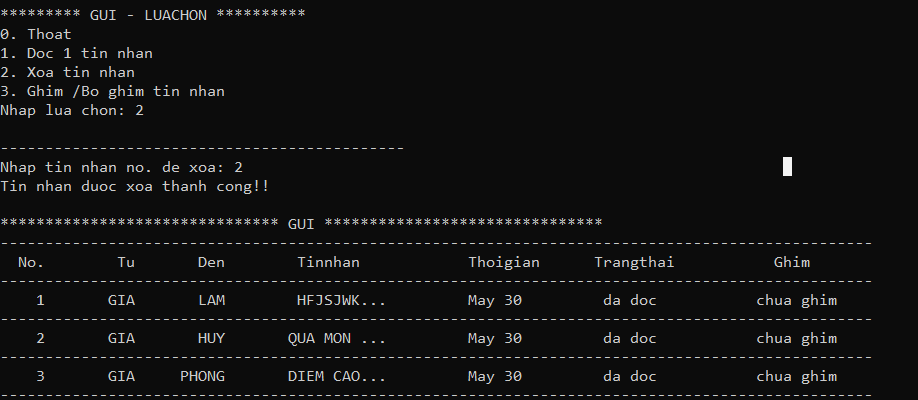 ********* GUI - LUACHON **********
0. Thoat
1. Doc 1 tin nhan
2. Xoa tin nhan
3. Ghim /Bo ghim tin nhan
Nhap lua chon: 2
---------------------------------------------
Nhap tin nhan no. de xoa: 2
Tin nhan duoc xoa thanh cong!!
******************************* GUI *******************************
-------------------------------------------------------------------------------------------------
No. Tu Den Tinnhan Thoigian Trangthai Ghim
-------------------------------------------------------------------------------------------------
1 GIA LAM HFJSJWK... May 30 da doc chua ghim
-------------------------------------------------------------------------------------------------
2 GIA HUY QUA MON ... May 30 da doc chua ghim
-------------------------------------------------------------------------------------------------
3 GIA PHONG DIEM CAO... May 30 da doc chua ghim
-------------------------------------------------------------------------------------------------